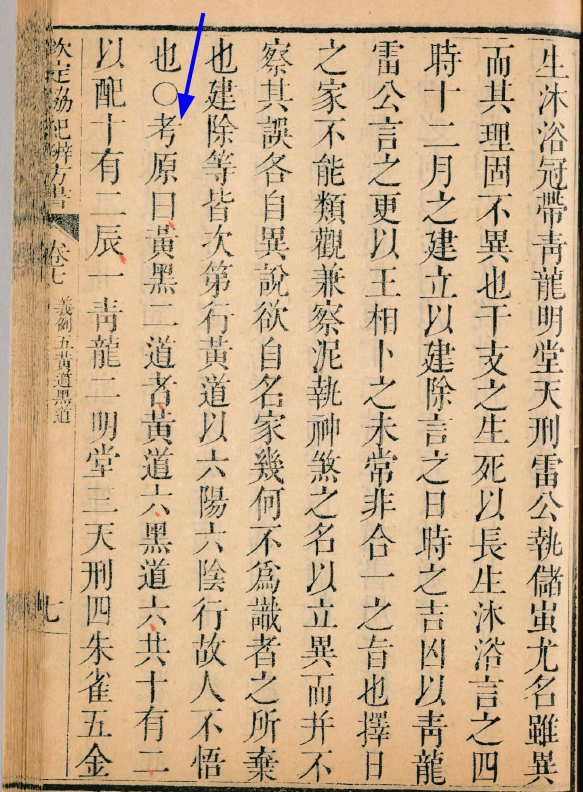 生沐浴冠帶青龍明堂天刑雷公執儲蚩尤名雖異
而其理固不異也干支之生死以長生沐浴言之四
時十二月之建立以建除言之日時之吉凶以青龍
雷公言之更以王相卜之未常非合一之旨也擇日
之家不能類觀兼察泥執神煞之名以立異而并不
察其誤各自異說欲自名家幾何不爲識者之所棄
也建除等皆次第行黃道以六陽六陰行故人不悟
也○考原曰黃黑二道者黃道六黑道六共十有二
以配十有二辰一青龍二明堂三天刑四朱雀五金
欽定協紀辨方書 卷七 義例五黃道黑道 七